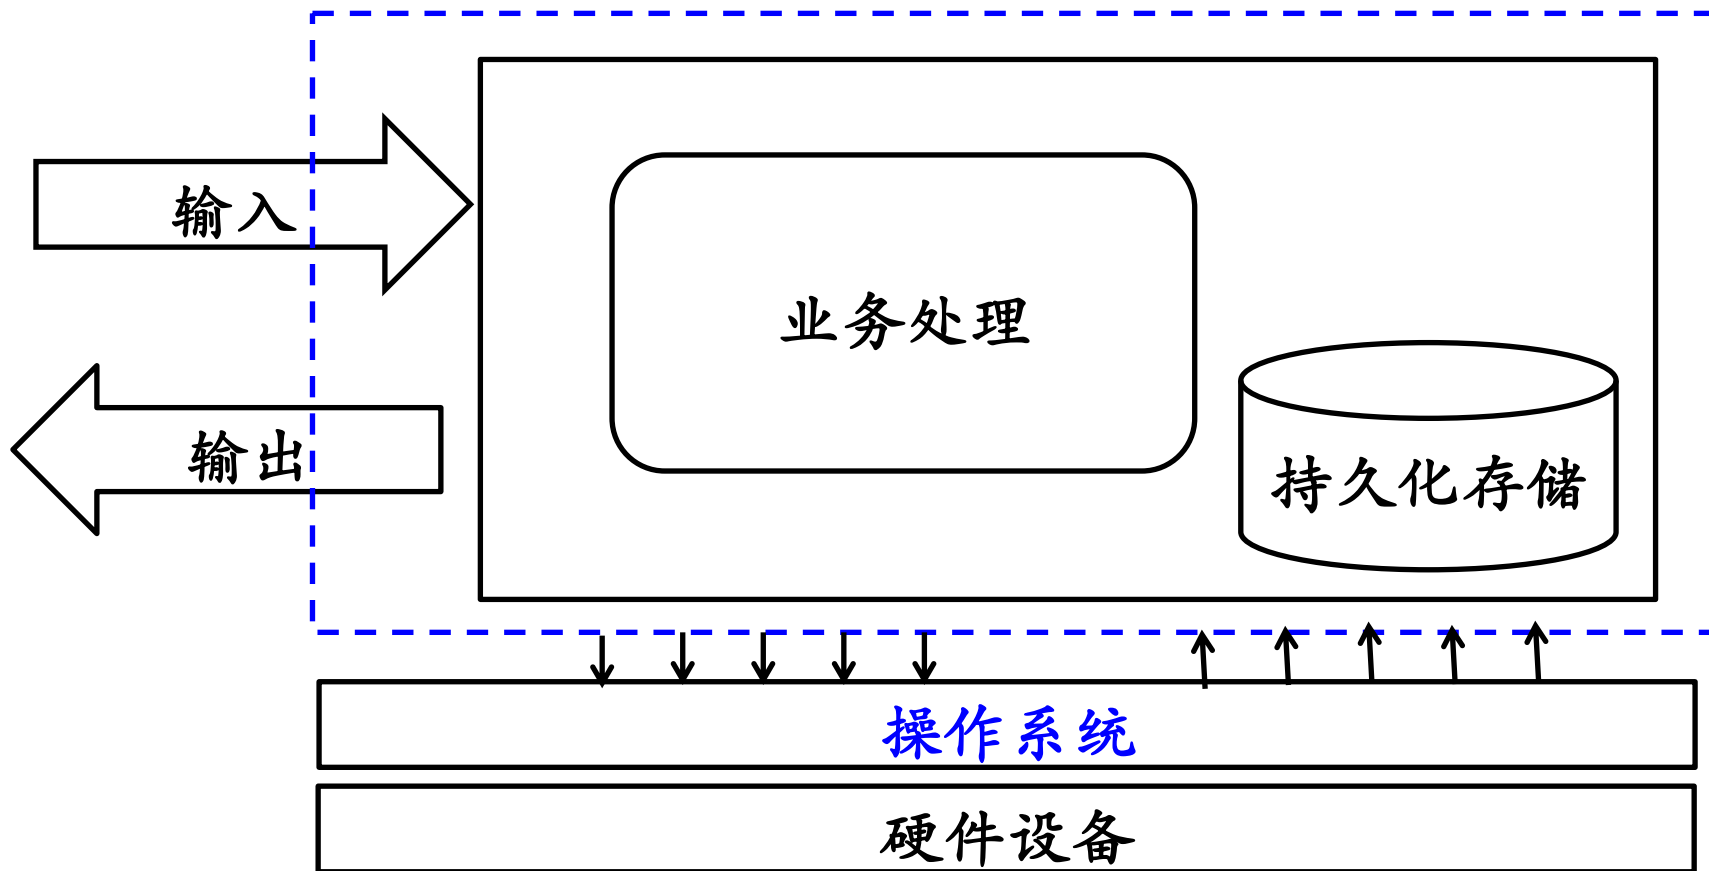 输入
业务处理
输出
持久化存储
操作系统
硬件设备